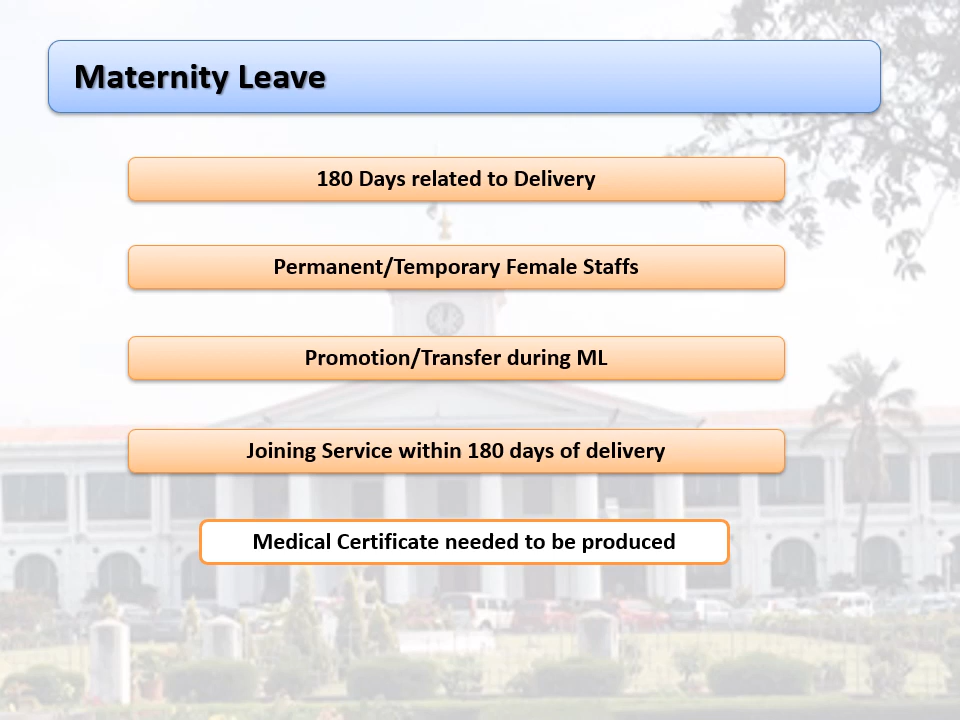 Maternity Leave
180 Days related to Delivery
Permanent/Temporary Female Staffs
Promotion/Transfer during ML
Joining Service within 180 days of delivery
Medical Certificate needed to be produced